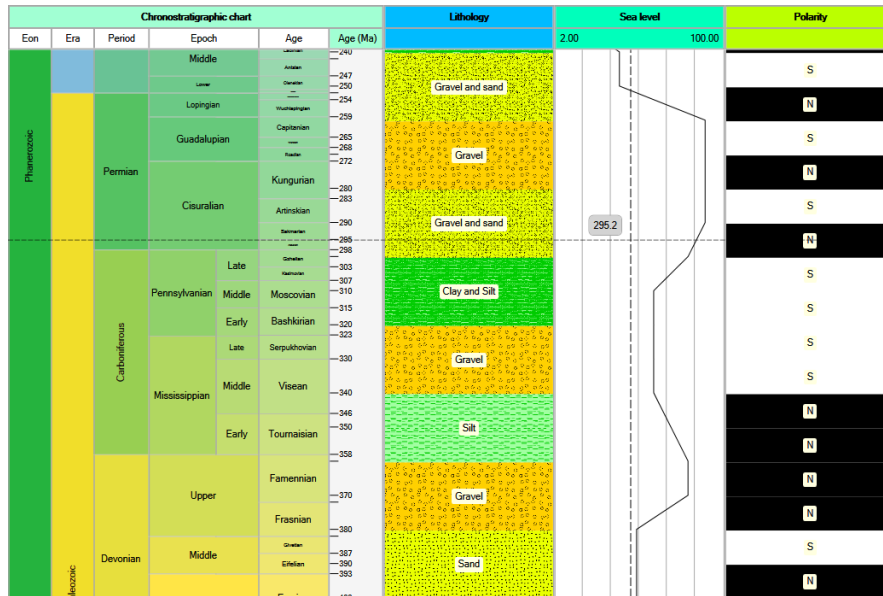 Chronostratigraphic chart
Lithology
Sea level
Polarity
Eon
Era
Period
Epoch
Age
Age (Ma)
2.00
100.00
Phanerozoic
Permian
Carboniferous
Devonian
Middle
Lower
Lopingian
Guadalupian
Cisuralian
Pennsylvanian
Late
Middle
Early
Mississippian
Late
Middle
Early
Upper
Middle
Anisian
Olenekian
Wuchiapingian
Capitanian
Roadian
Kungurian
Artinskian
Sakmarian
Gzhelian
Kasimovian
Moscovian
Bashkirian
Serpukhovian
Visean
Tournaisian
Famennian
Frasnian
Givetian
Eifelian
240
247
250
254
259
265
268
272
280
283
290
295
298
303
307
310
315
320
323
330
340
346
350
358
370
380
387
390
393
Gravel and sand
Gravel
Gravel and sand
Clay and Silt
Gravel
Silt
Gravel
Sand
295.2
S
N
S
N
S
N
S
S
S
S
N
N
N
N
S
N